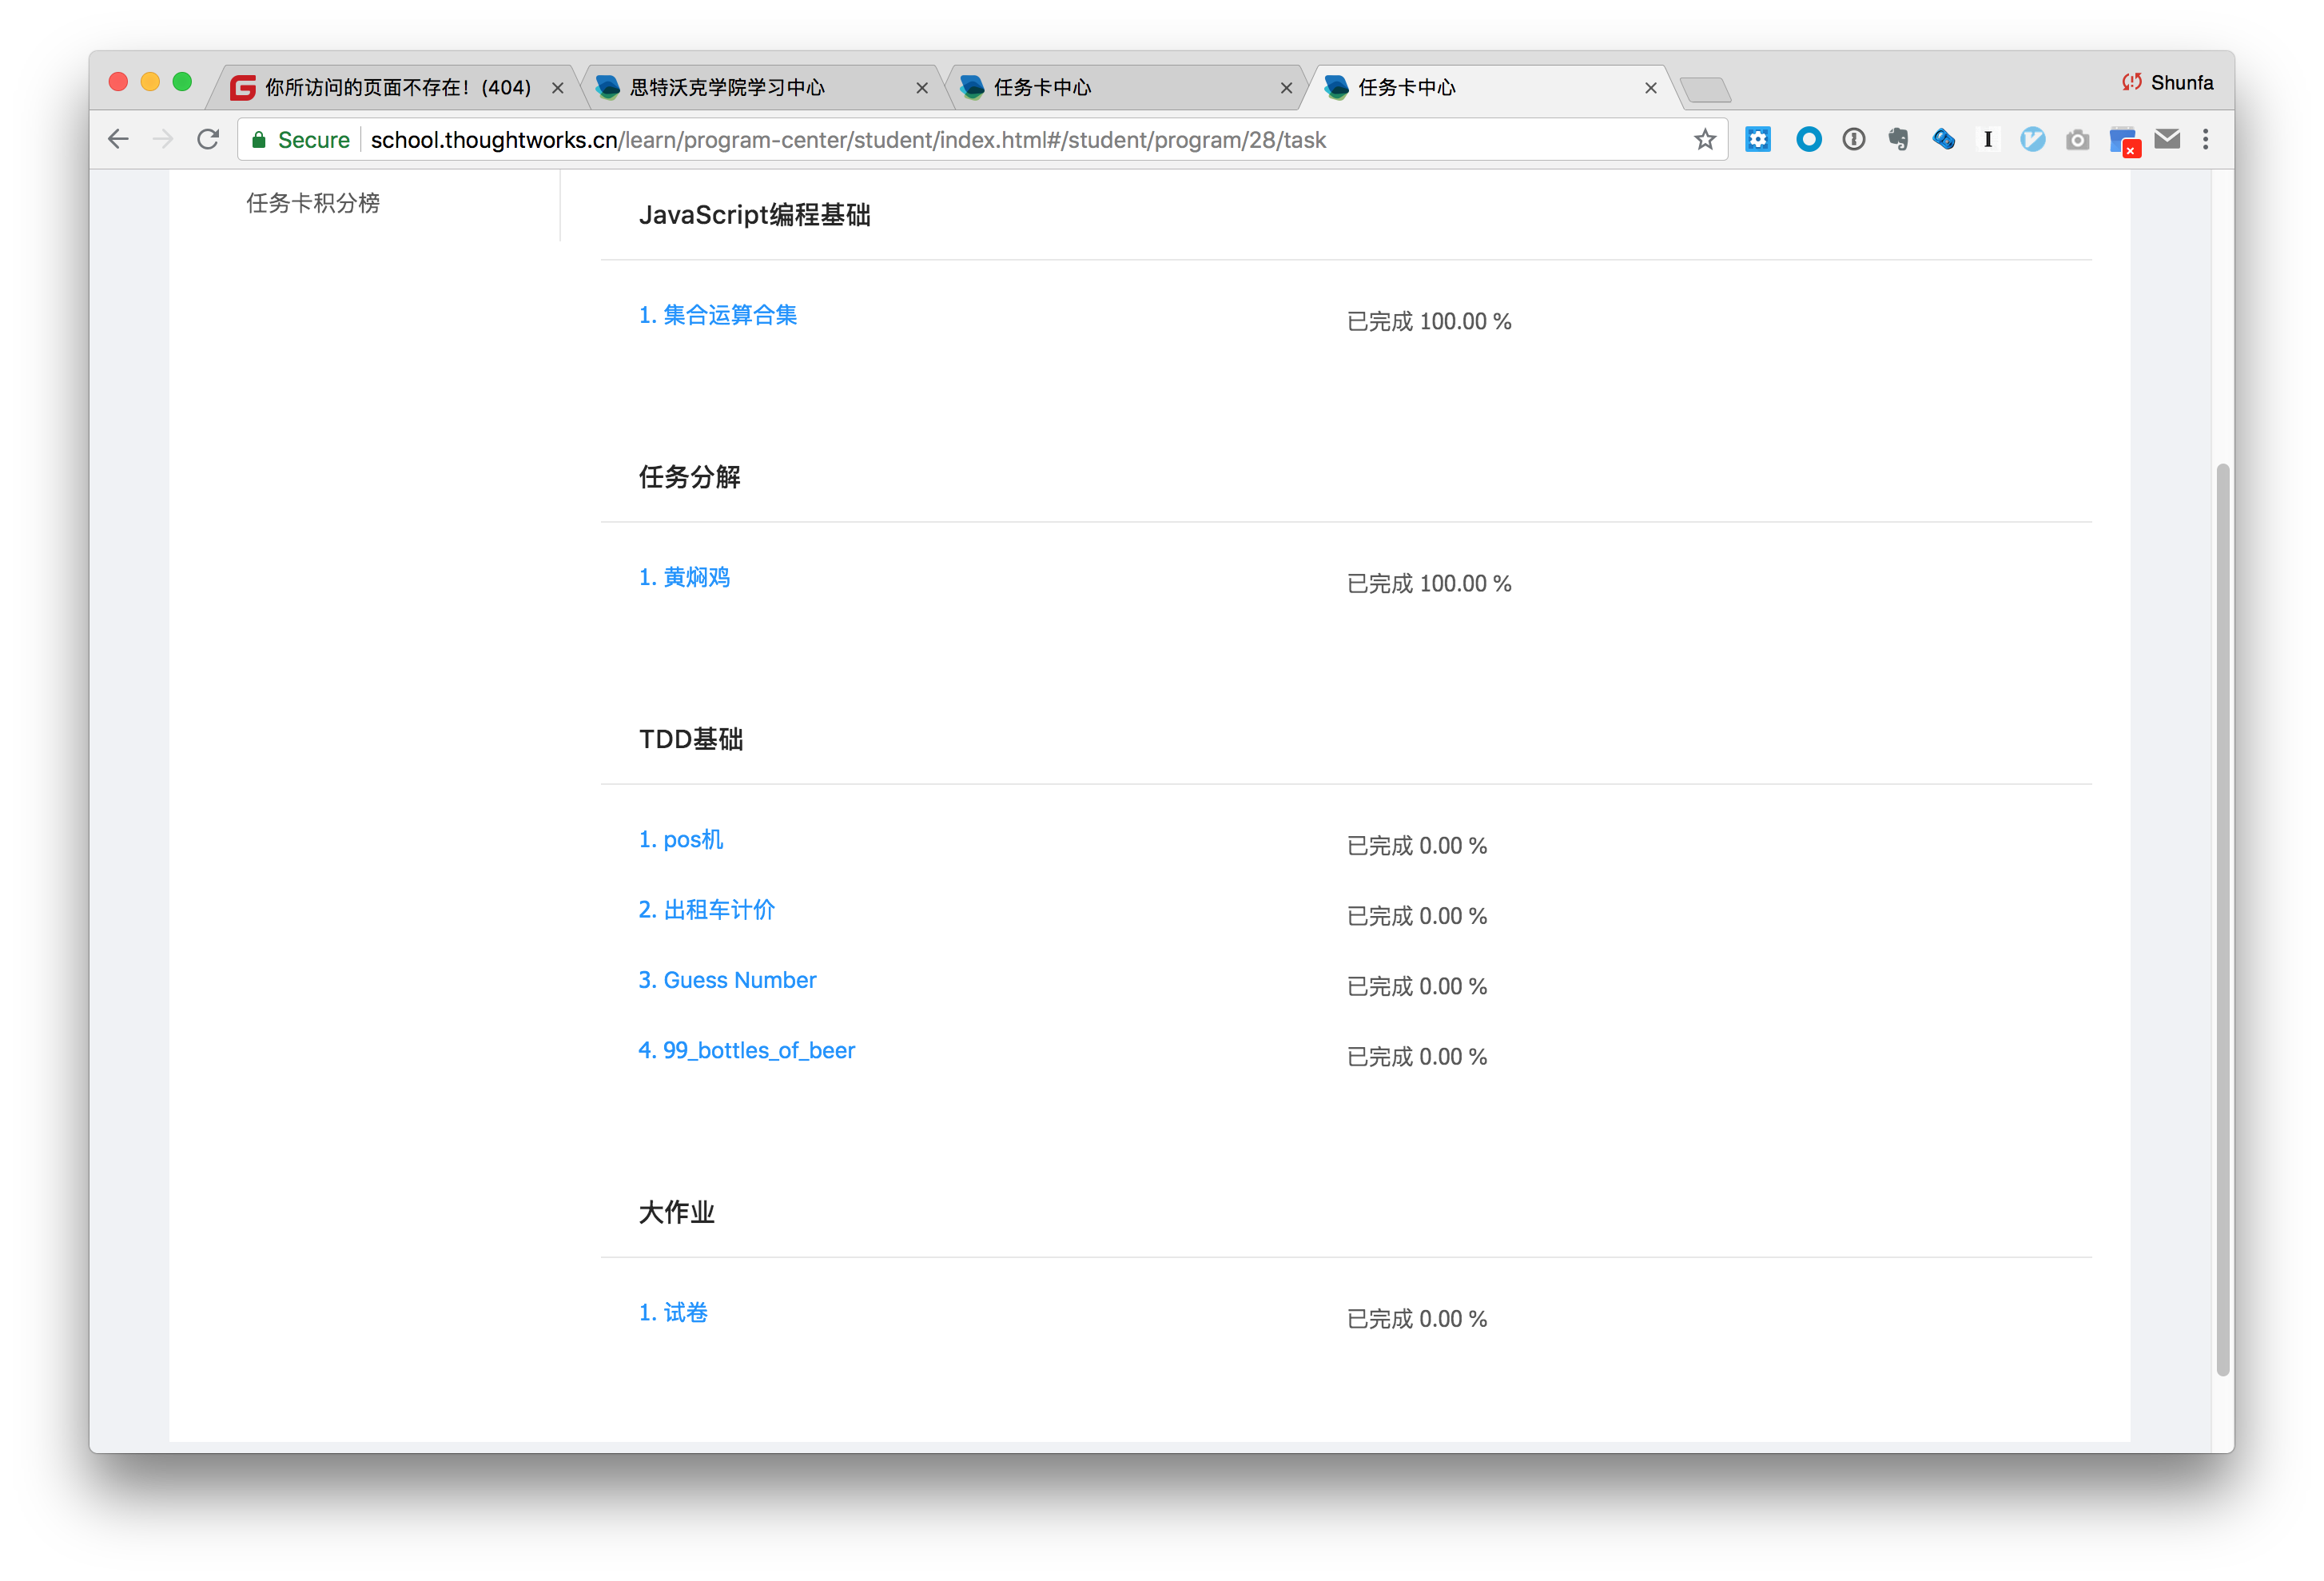 你所访问的页面不存在! (404)
思特沃克学院学习中心
任务卡中心
任务卡中心
Shunfa
Secure
school.thoughtworks.cn/learn/program-center/student/index.html#/student/program/28/task
任务卡积分榜
JavaScript编程基础
1. 集合运算合集 已完成 100.00 %
任务分解
1. 黄焖鸡 已完成 100.00 %
TDD基础
1. pos机 已完成 0.00 %
2. 出租车计价 已完成 0.00 %
3. Guess Number 已完成 0.00 %
4. 99_bottles_of_beer 已完成 0.00 %
大作业
1. 试卷 已完成 0.00 %